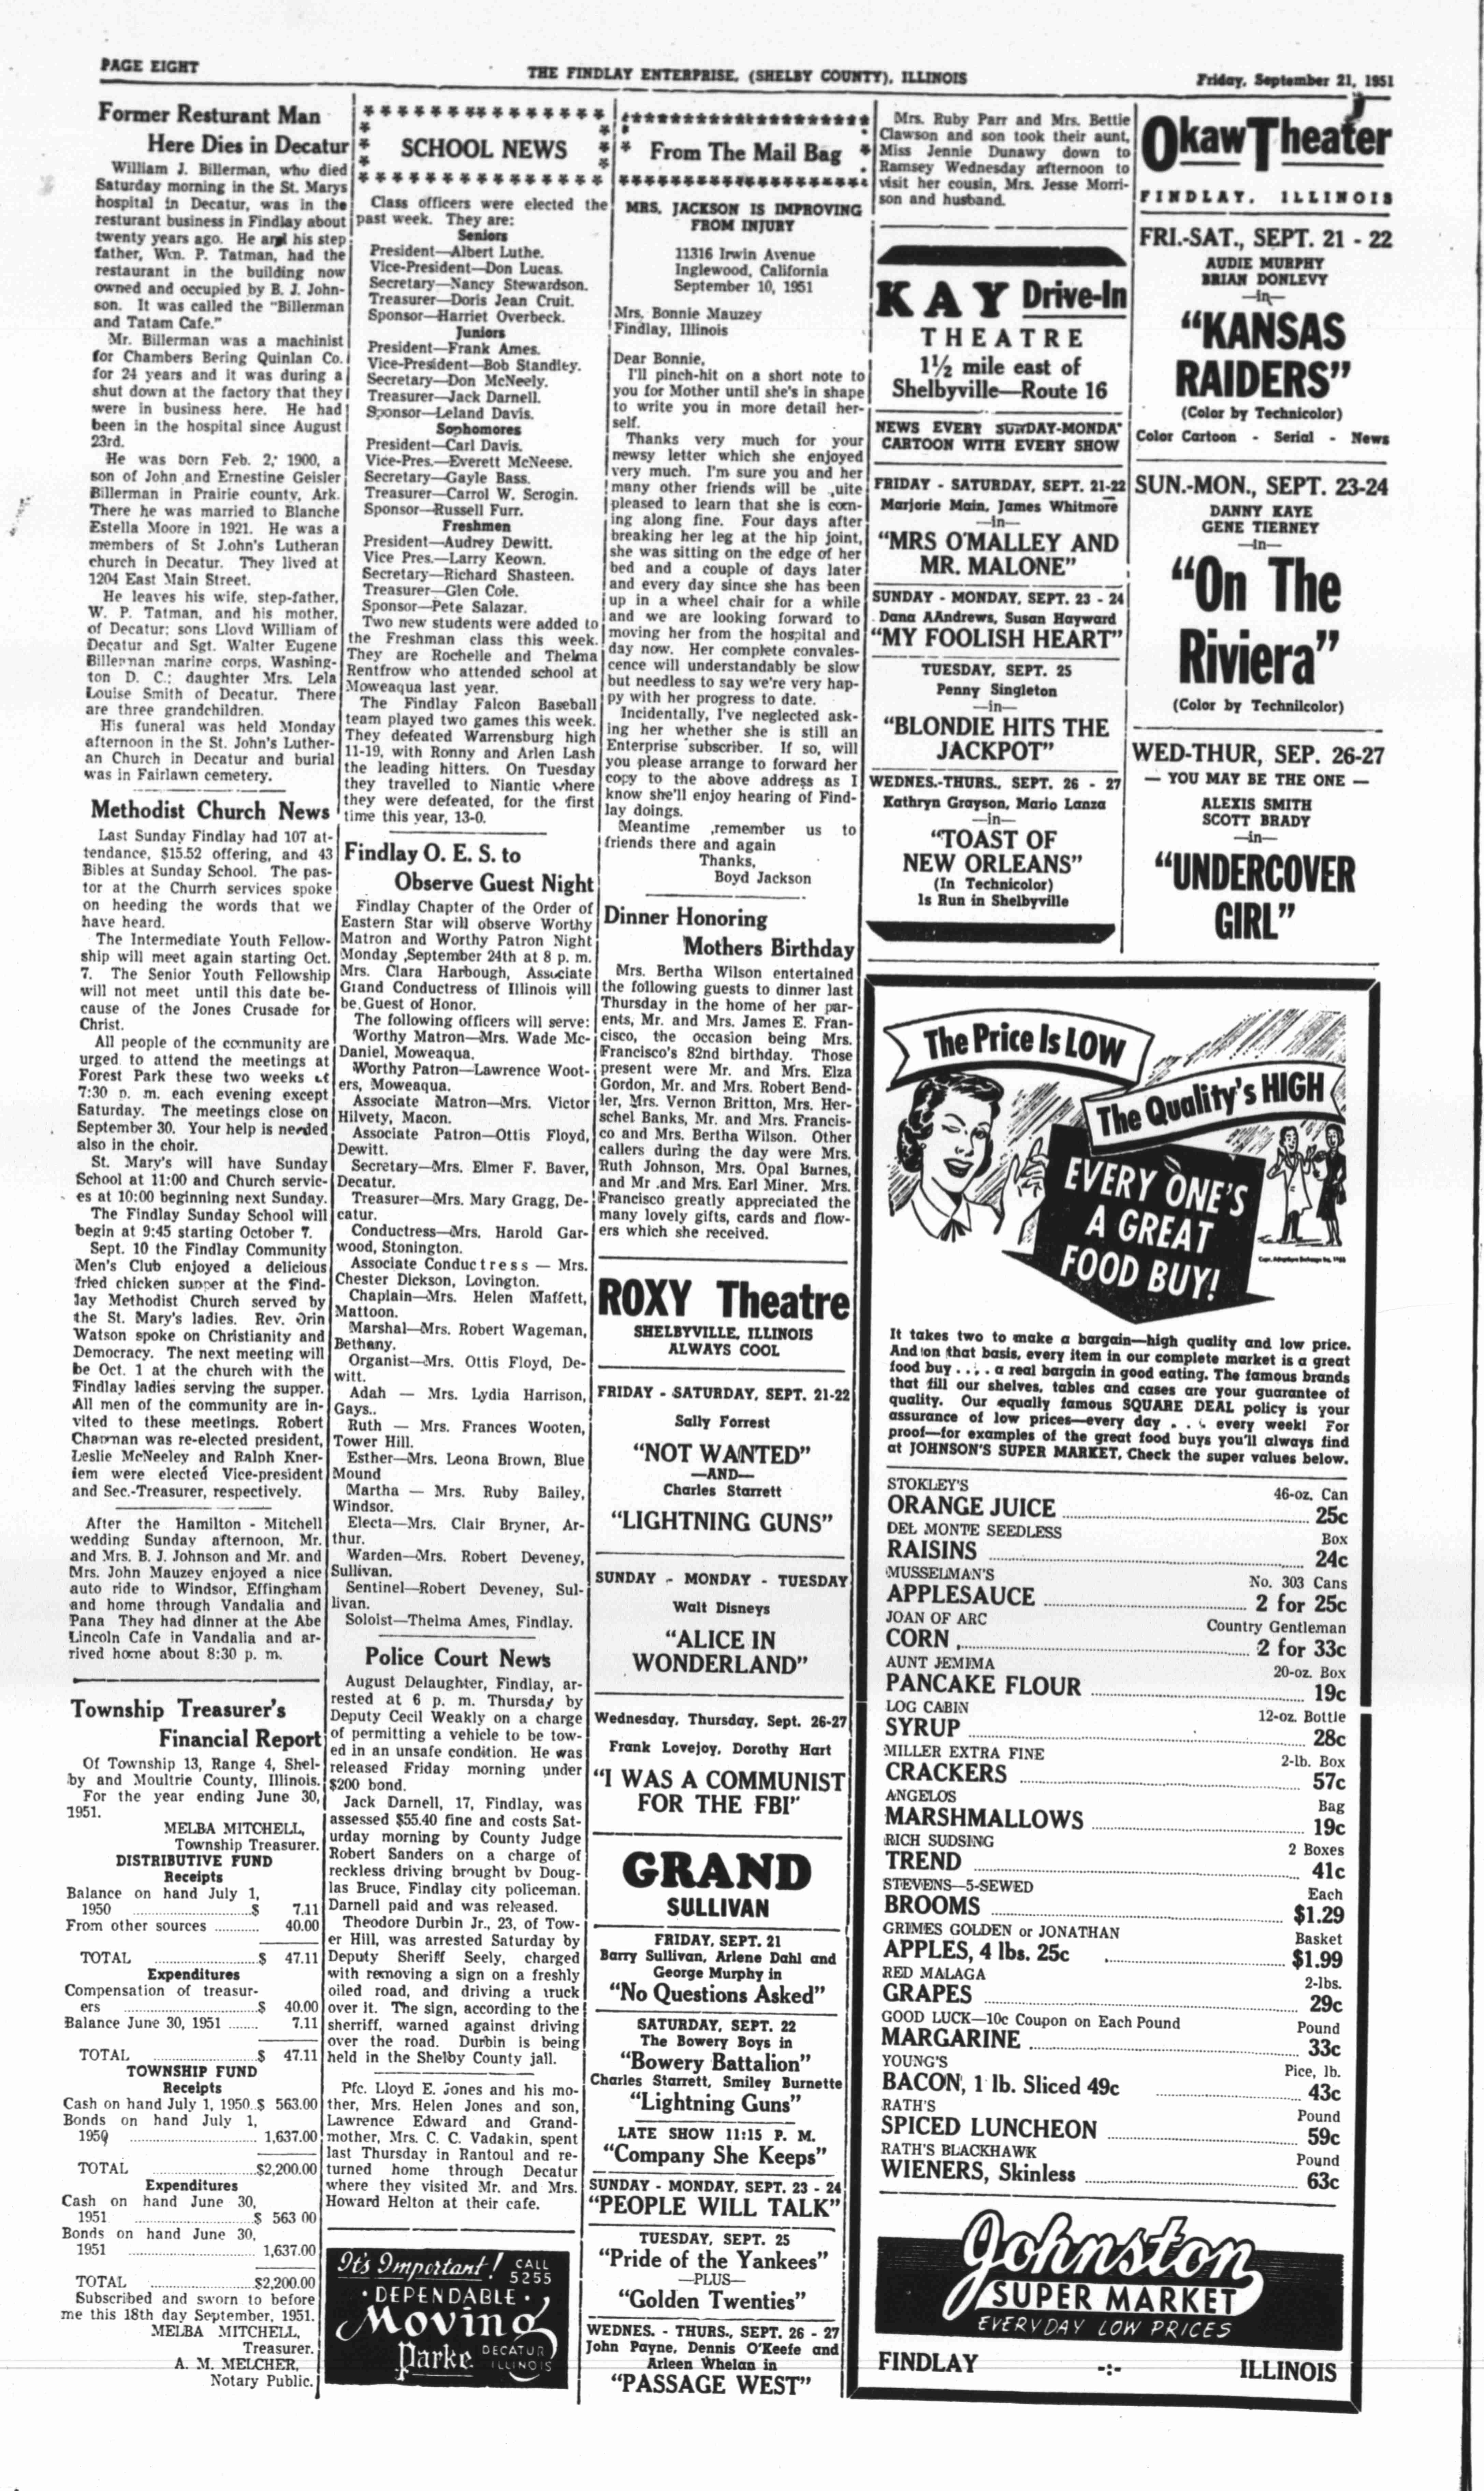 PAGE EIGHT
THE FINDLAY ENTERPRISE, (SHELBY COUNTY), ILLINOIS
Friday, September 21, 1951
Former Resturant Man
Here Dies in Decatur
William J. Billerman, who died
Saturday morning in the St. Marys
hospital in Decatur, was in the
resturant business in Findlay about
twenty years ago. He and his step
father, Wm. P. Tatman, had the
restaurant in the building now
owned and occupied by B. J. John-
son. It was called the "Billerman
and Tatam Cafe."
Mr. Billerman was a machinist
for Chambers Bering Quinlan Co.
for 24 years and it was during a
shut down at the factory that they
were in business here. He had
been in the hospital since August
23rd.
He was born Feb. 2, 1900, a
son of John and Ernestine Geisler
Billerman in Prairie county, Ark.
There he was married to Blanche
Estella Moore in 1921. He was a
members of St J.ohn's Lutheran
church in Decatur. They lived at
1204 East Main Street.
He leaves his wife, step-father,
W. P. Tatman, and his mother,
of Decatur; sons Lloyd William of
Decatur and Sgt. Walter Eugene
Billerman marine corps, Washing-
ton D. C.; daughter Mrs. Lela
Louise Smith of Decatur. There
are three grandchildren.
His funeral was held Monday
afternoon in the St. John's Luther-
an Church in Decatur and burial
was in Fairlawn cemetery.
Methodist Church News
Last Sunday Findlay had 107 at-
tendance, $15.52 offering, and 43
Bibles at Sunday School. The pas-
tor at the Churrh services spoke
on heeding the words that we
have heard.
The Intermediate Youth Fellow-
ship will meet again starting Oct.
7. The Senior Youth Fellowship
will not meet until this date be-
cause of the Jones Crusade for
Christ.
All people of the community are
urged to attend the meetings at
Forest Park these two weeks at
7:30 p. m. each evening except
Saturday. The meetings close on
September 30. Your help is needed
also in the choir.
St. Mary's will have Sunday
School at 11:00 and Church servic-
es at 10:00 beginning next Sunday.
The Findlay Sunday School will
begin at 9:45 starting October 7.
Sept. 10 the Findlay Community
Men's Club enjoyed a delicious
fried chicken supper at the Find-
lay Methodist Church served by
the St. Mary's ladies. Rev. Orin
Watson spoke on Christianity and
Democracy. The next meeting will
be Oct. 1 at the church with the
Findlay ladies serving the supper.
All men of the community are in-
vited to these meetings. Robert
Chapman was re-elected president,
Leslie McNeeley and Ralph Kner-
iem were elected Vice-president
and Sec.-Treasurer, respectively.
After the Hamilton - Mitchell
wedding Sunday afternoon, Mr.
and Mrs. B. J. Johnson and Mr. and
Mrs. John Mauzey enjoyed a nice
auto ride to Windsor, Effingham
and home through Vandalia and
Pana They had dinner at the Abe
Lincoln Cafe in Vandalia and ar-
rived home about 8:30 p. m.
Township Treasurer's
Financial Report
Of Township 13, Range 4, Shel-
by and Moultrie County, Illinois.
For the year ending June 30,
1951.
MELBA MITCHELL,
Township Treasurer.
DISTRIBUTIVE FUND
Receipts
Balance on hand July 1,
1950 ..........$ 7.11
From other sources .......... 40.00
TOTAL ..........$ 47.11
Expenditures
Compensation of treasur-
ers ..........$ 40.00
Balance June 30, 1951 ........ 7.11
TOTAL ..........$ 47.11
TOWNSHIP FUND
Receipts
Cash on hand July 1, 1950..$ 563.00
Bonds on hand July 1,
1950 .......... 1,637.00
TOTAL ..........$2,200.00
Expenditures
Cash on hand June 30,
1951 ..........$ 563 00
Bonds on hand June 30,
1951 .......... 1,637.00
TOTAL ..........$2,200.00
Subscribed and sworn to before
me this 18th day September, 1951.
MELBA MITCHELL,
Treasurer.
A. M. MELCHER,
Notary Public.
SCHOOL NEWS
Class officers were elected the
past week. They are:
Seniors
President—Albert Luthe.
Vice-President—Don Lucas.
Secretary—Nancy Stewardson.
Treasurer—Doris Jean Cruit.
Sponsor—Harriet Overbeck.
Juniors
President—Frank Ames.
Vice-President—Bob Standley.
Secretary—Don McNeely.
Treasurer—Jack Darnell.
Sponsor—Leland Davis.
Sophomores
President—Carl Davis.
Vice-Pres.—Everett McNeese.
Secretary—Gayle Bass.
Treasurer—Carrol W. Scrogin.
Sponsor—Russell Furr.
Freshmen
President—Audrey Dewitt.
Vice Pres.—Larry Keown.
Secretary—Richard Shasteen.
Treasurer—Glen Cole.
Sponsor—Pete Salazar.
Two new students were added to
the Freshman class this week.
They are Rochelle and Thelma
Rentfrow who attended school at
Moweaqua last year.
The Findlay Falcon Baseball
team played two games this week.
They defeated Warrensburg high
11-19, with Ronny and Arlen Lash
the leading hitters. On Tuesday
they travelled to Niantic where
they were defeated, for the first
time this year, 13-0.
Findlay O. E. S. to
Observe Guest Night
Findlay Chapter of the Order of
Eastern Star will observe Worthy
Matron and Worthy Patron Night
Monday ,September 24th at 8 p. m.
Mrs. Clara Harbough, Associate
Grand Conductress of Illinois will
be Guest of Honor.
The following officers will serve:
Worthy Matron—Mrs. Wade Mc-
Daniel, Moweaqua.
Worthy Patron—Lawrence Woot-
ers, Moweaqua.
Associate Matron—Mrs. Victor
Hilvety, Macon.
Associate Patron—Ottis Floyd,
Dewitt.
Secretary—Mrs. Elmer F. Baver,
Decatur.
Treasurer—Mrs. Mary Gragg, De-
catur.
Conductress—Mrs. Harold Gar-
wood, Stonington.
Associate Conductress — Mrs.
Chester Dickson, Lovington.
Chaplain—Mrs. Helen Maffett,
Mattoon.
Marshal—Mrs. Robert Wageman,
Bethany.
Organist—Mrs. Ottis Floyd, De-
witt.
Adah — Mrs. Lydia Harrison,
Gays..
Ruth — Mrs. Frances Wooten,
Tower Hill.
Esther—Mrs. Leona Brown, Blue
Mound
Martha — Mrs. Ruby Bailey,
Windsor.
Electa—Mrs. Clair Bryner, Ar-
thur.
Warden—Mrs. Robert Deveney,
Sullivan.
Sentinel—Robert Deveney, Sul-
livan.
Soloist—Thelma Ames, Findlay.
Police Court News
August Delaughter, Findlay, ar-
rested at 6 p. m. Thursday by
Deputy Cecil Weakly on a charge
of permitting a vehicle to be tow-
ed in an unsafe condition. He was
released Friday morning under
$200 bond.
Jack Darnell, 17, Findlay, was
assessed $55.40 fine and costs Sat-
urday morning by County Judge
Robert Sanders on a charge of
reckless driving brought by Doug-
las Bruce, Findlay city policeman.
Darnell paid and was released.
Theodore Durbin Jr., 23, of Tow-
er Hill, was arrested Saturday by
Deputy Sheriff Seely, charged
with removing a sign on a freshly
oiled road, and driving a truck
over it. The sign, according to the
sherriff, warned against driving
over the road. Durbin is being
held in the Shelby County jail.
Pfc. Lloyd E. Jones and his mo-
ther, Mrs. Helen Jones and son,
Lawrence Edward and Grand-
mother, Mrs. C. C. Vadakin, spent
last Thursday in Rantoul and re-
turned home through Decatur
where they visited Mr. and Mrs.
Howard Helton at their cafe.
It's Important! CALL 5255
• DEPENDABLE •
Moving
Parke DECATUR ILLINOIS
From The Mail Bag
MRS. JACKSON IS IMPROVING
FROM INJURY
11316 Irwin Avenue
Inglewood, California
September 10, 1951
Mrs. Bonnie Mauzey
Findlay, Illinois
Dear Bonnie,
I'll pinch-hit on a short note to
you for Mother until she's in shape
to write you in more detail her-
self.
Thanks very much for your
newsy letter which she enjoyed
very much. I'm sure you and her
many other friends will be uite
pleased to learn that she is com-
ing along fine. Four days after
breaking her leg at the hip joint,
she was sitting on the edge of her
bed and a couple of days later
and every day since she has been
up in a wheel chair for a while
and we are looking forward to
moving her from the hospital and
day now. Her complete convales-
cence will understandably be slow
but needless to say we're very hap-
py with her progress to date.
Incidentally, I've neglected ask-
ing her whether she is still an
Enterprise subscriber. If so, will
you please arrange to forward her
copy to the above address as I
know she'll enjoy hearing of Find-
lay doings.
Meantime ,remember us to
friends there and again
Thanks,
Boyd Jackson
Dinner Honoring
Mothers Birthday
Mrs. Bertha Wilson entertained
the following guests to dinner last
Thursday in the home of her par-
ents, Mr. and Mrs. James E. Fran-
cisco, the occasion being Mrs.
Francisco's 82nd birthday. Those
present were Mr. and Mrs. Elza
Gordon, Mr. and Mrs. Robert Bend-
ler, Mrs. Vernon Britton, Mrs. Her-
schel Banks, Mr. and Mrs. Francis-
co and Mrs. Bertha Wilson. Other
callers during the day were Mrs.
Ruth Johnson, Mrs. Opal Burnes,
and Mr .and Mrs. Earl Miner. Mrs.
Francisco greatly appreciated the
many lovely gifts, cards and flow-
ers which she received.
ROXY Theatre
SHELBYVILLE, ILLINOIS
ALWAYS COOL
FRIDAY - SATURDAY, SEPT. 21-22
Sally Forrest
"NOT WANTED"
—AND—
Charles Starrett
"LIGHTNING GUNS"
SUNDAY - MONDAY - TUESDAY
Walt Disneys
"ALICE IN
WONDERLAND"
Wednesday, Thursday, Sept. 26-27
Frank Lovejoy, Dorothy Hart
"I WAS A COMMUNIST
FOR THE FBI"
GRAND
SULLIVAN
FRIDAY, SEPT. 21
Barry Sullivan, Arlene Dahl and
George Murphy in
"No Questions Asked"
SATURDAY, SEPT. 22
The Bowery Boys in
"Bowery Battalion"
Charles Starrett, Smiley Burnette
"Lightning Guns"
LATE SHOW 11:15 P. M.
"Company She Keeps"
SUNDAY - MONDAY, SEPT. 23 - 24
"PEOPLE WILL TALK"
TUESDAY, SEPT. 25
"Pride of the Yankees"
—PLUS—
"Golden Twenties"
WEDNES. - THURS., SEPT. 26 - 27
John Payne, Dennis O'Keefe and
Arleen Whelan in
"PASSAGE WEST"
Mrs. Ruby Parr and Mrs. Bettie
Clawson and son took their aunt,
Miss Jennie Dunawy down to
Ramsey Wednesday afternoon to
visit her cousin, Mrs. Jesse Morri-
son and husband.
KAY Drive-In
THEATRE
1½ mile east of
Shelbyville—Route 16
NEWS EVERY SUNDAY-MONDA
CARTOON WITH EVERY SHOW
FRIDAY - SATURDAY, SEPT. 21-22
Marjorie Main, James Whitmore
—in—
"MRS O'MALLEY AND
MR. MALONE"
SUNDAY - MONDAY, SEPT. 23 - 24
Dana AAndrews, Susan Hayward
"MY FOOLISH HEART"
TUESDAY, SEPT. 25
Penny Singleton
—in—
"BLONDIE HITS THE
JACKPOT"
WEDNES.-THURS., SEPT. 26 - 27
Kathryn Grayson, Mario Lanza
—in—
"TOAST OF
NEW ORLEANS"
(In Technicolor)
Is Run in Shelbyville
Okaw Theater
FINDLAY, ILLINOIS
FRI.-SAT., SEPT. 21 - 22
AUDIE MURPHY
BRIAN DONLEVY
—in—
"KANSAS
RAIDERS"
(Color by Technicolor)
Color Cartoon - Serial - News
SUN.-MON., SEPT. 23-24
DANNY KAYE
GENE TIERNEY
—in—
"On The
Riviera"
(Color by Technilcolor)
WED-THUR, SEP. 26-27
— YOU MAY BE THE ONE —
ALEXIS SMITH
SCOTT BRADY
—in—
"UNDERCOVER
GIRL"
The Price Is LOW
The Quality's HIGH
EVERY ONE'S
A GREAT
FOOD BUY!
It takes two to make a bargain—high quality and low price.
And on that basis, every item in our complete market is a great
food buy . . . . a real bargain in good eating. The famous brands
that fill our shelves, tables and cases are your guarantee of
quality. Our equally famous SQUARE DEAL policy is your
assurance of low prices—every day . . . every week! For
proof—for examples of the great food buys you'll always find
at JOHNSON'S SUPER MARKET, Check the super values below.
STOKLEY'S 46-oz. Can
ORANGE JUICE .......... 25c
DEL MONTE SEEDLESS Box
RAISINS .......... 24c
MUSSELMAN'S No. 303 Cans
APPLESAUCE .......... 2 for 25c
JOAN OF ARC Country Gentleman
CORN .......... 2 for 33c
AUNT JEMIMA 20-oz. Box
PANCAKE FLOUR .......... 19c
LOG CABIN 12-oz. Bottle
SYRUP .......... 28c
MILLER EXTRA FINE 2-lb. Box
CRACKERS .......... 57c
ANGELOS Bag
MARSHMALLOWS .......... 19c
RICH SUDSING 2 Boxes
TREND .......... 41c
STEVENS—5-SEWED Each
BROOMS .......... $1.29
GRIMES GOLDEN or JONATHAN Basket
APPLES, 4 lbs. 25c .......... $1.99
RED MALAGA 2-lbs.
GRAPES .......... 29c
GOOD LUCK—10c Coupon on Each Pound Pound
MARGARINE .......... 33c
YOUNG'S Pice, lb.
BACON, 1 lb. Sliced 49c .......... 43c
RATH'S Pound
SPICED LUNCHEON .......... 59c
RATH'S BLACKHAWK Pound
WIENERS, Skinless .......... 63c
Johnston
SUPER MARKET
EVERYDAY LOW PRICES
FINDLAY -:- ILLINOIS